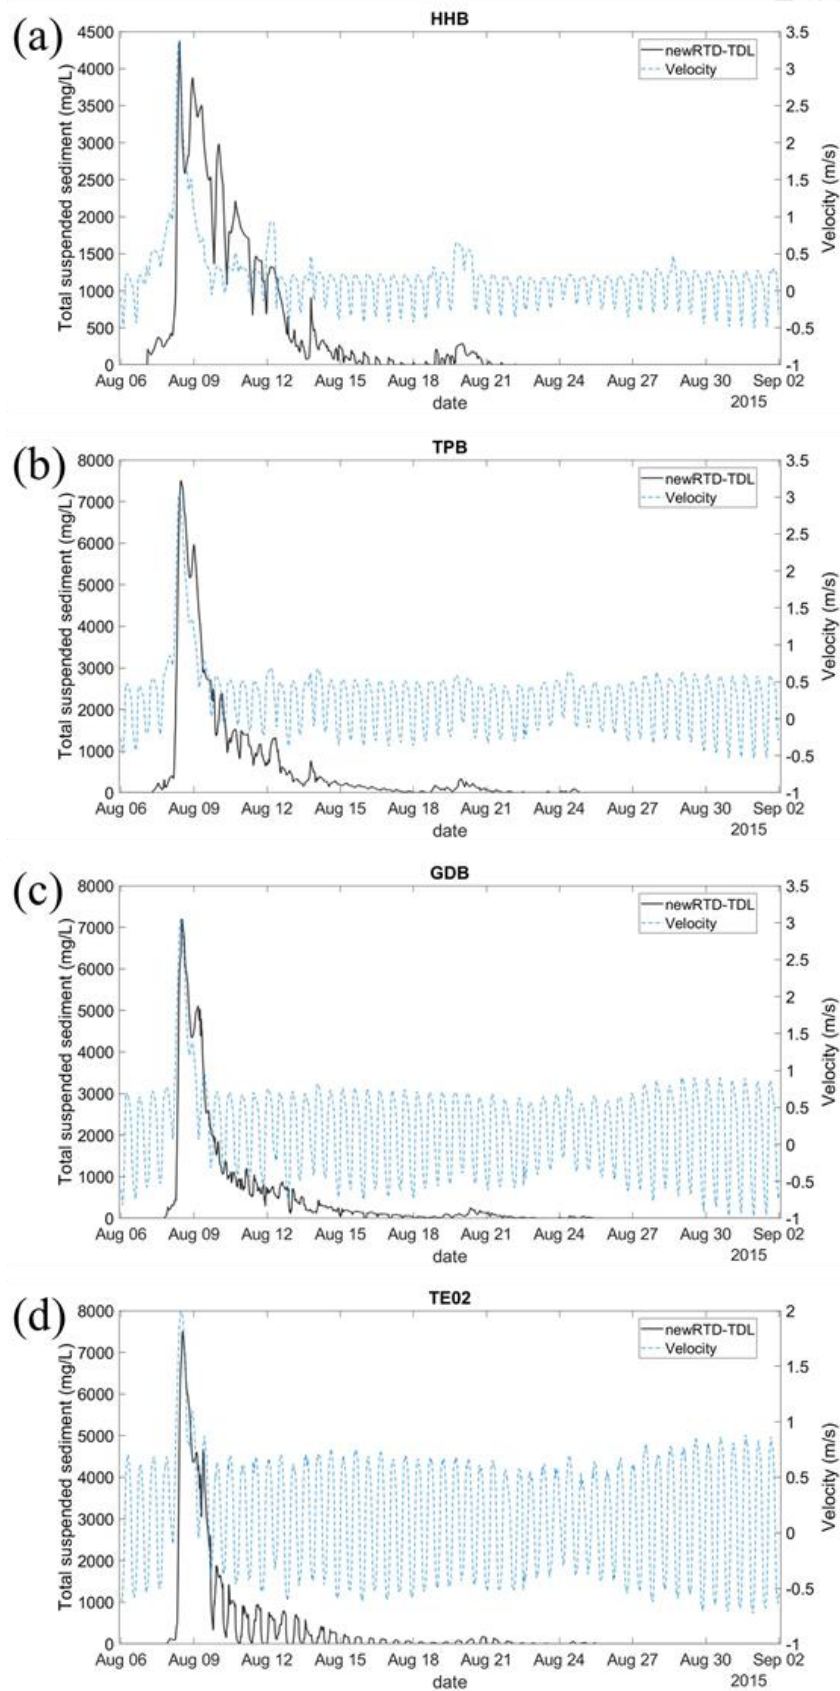 (a)
HHB
Total suspended sediment (mg/L)
4500
4000
3500
3000
2500
2000
1500
1000
500
0
newRTD-TDL
Velocity
3.5
3
2.5
2
1.5
1
0.5
0
-0.5
-1
Velocity (m/s)
Aug 06 Aug 09 Aug 12 Aug 15 Aug 18 Aug 21 Aug 24 Aug 27 Aug 30 Sep 02
date
2015
(b)
TPB
Total suspended sediment (mg/L)
8000
7000
6000
5000
4000
3000
2000
1000
0
newRTD-TDL
Velocity
3.5
3
2.5
2
1.5
1
0.5
0
-0.5
-1
Velocity (m/s)
Aug 06 Aug 09 Aug 12 Aug 15 Aug 18 Aug 21 Aug 24 Aug 27 Aug 30 Sep 02
date
2015
(c)
GDB
Total suspended sediment (mg/L)
8000
7000
6000
5000
4000
3000
2000
1000
0
newRTD-TDL
Velocity
3.5
3
2.5
2
1.5
1
0.5
0
-0.5
-1
Velocity (m/s)
Aug 06 Aug 09 Aug 12 Aug 15 Aug 18 Aug 21 Aug 24 Aug 27 Aug 30 Sep 02
date
2015
(d)
TE02
Total suspended sediment (mg/L)
8000
7000
6000
5000
4000
3000
2000
1000
0
newRTD-TDL
Velocity
2
1.5
1
0.5
0
-0.5
-1
Velocity (m/s)
Aug 06 Aug 09 Aug 12 Aug 15 Aug 18 Aug 21 Aug 24 Aug 27 Aug 30 Sep 02
date
2015